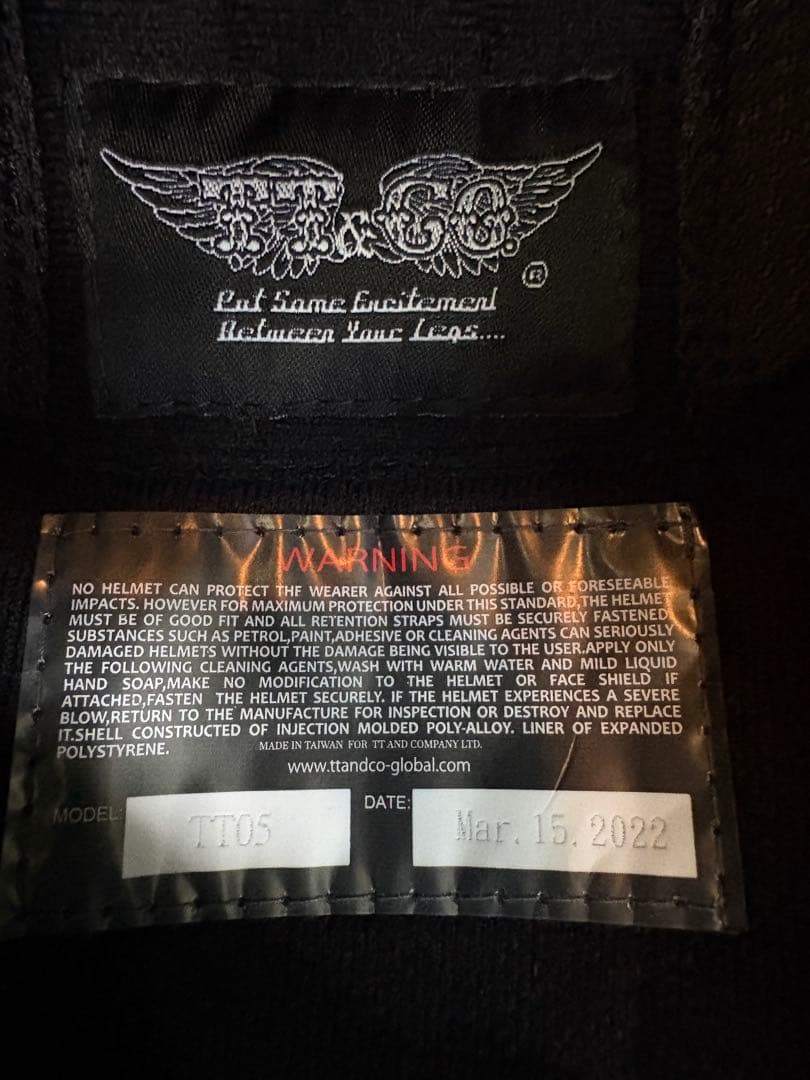 TT&CO.
®
Put Some Excitement
Between Your Legs....
WARNING
NO HELMET CAN PROTECT THF WEARER AGAINST ALL POSSIBLE OR FORESEEABLE
IMPACTS. HOWEVER FOR MAXIMUM PROTECTION UNDER THIS STANDARD,THE HELMET
MUST BE OF GOOD FIT AND ALL RETENTION STRAPS MUST BE SECURELY FASTENED
SUBSTANCES SUCH AS PETROL,PAINT,ADHESIVE OR CLEANING AGENTS CAN SERIOUSLY
DAMAGED HELMETS WITHOUT THE DAMAGE BEING VISIBLE TO THE USER.APPLY ONLY
THE FOLLOWING CLEANING AGENTS,WASH WITH WARM WATER AND MILD LIQUID
HAND SOAP,MAKE NO MODIFICATION TO THE HELMET OR FACE SHIELD IF
ATTACHED,FASTEN THE HELMET SECURELY. IF THE HELMET EXPERIENCES A SEVERE
BLOW,RETURN TO THE MANUFACTURE FOR INSPECTION OR DESTROY AND REPLACE
IT.SHELL CONSTRUCTED OF INJECTION MOLDED POLY-ALLOY. LINER OF EXPANDED
POLYSTYRENE. MADE IN TAIWAN FOR TT AND COMPANY LTD.
www.ttandco-global.com
MODEL: TT05 DATE: Mar. 15. 2022